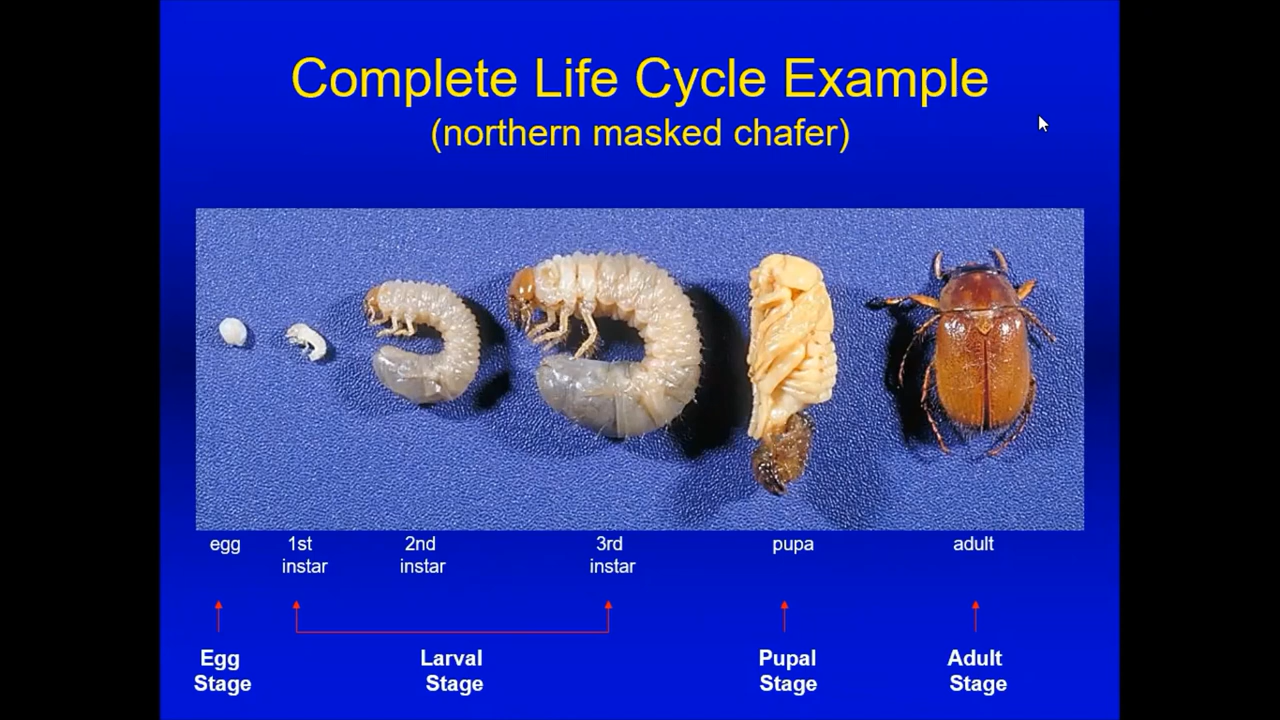 Complete Life Cycle Example
(northern masked chafer)
egg
1st
instar
2nd
instar
3rd
instar
pupa
adult
Egg
Stage
Larval
Stage
Pupal
Stage
Adult
Stage